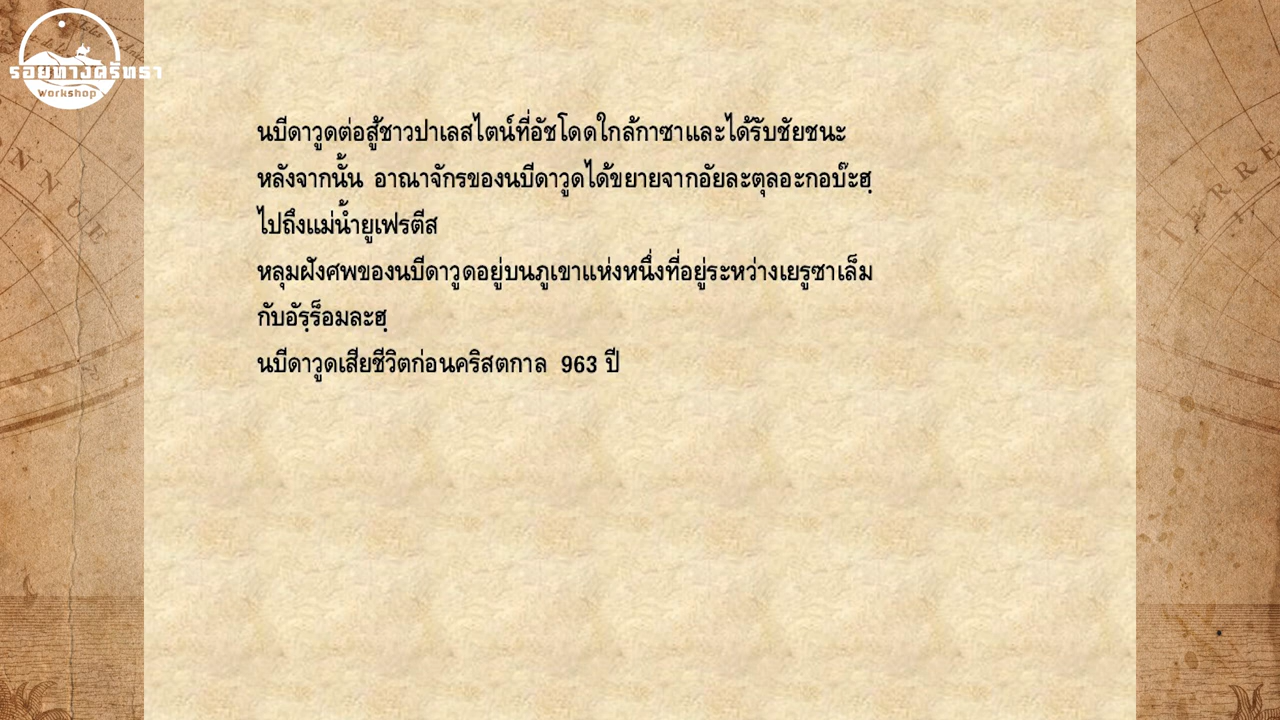 รอยทางศรัทธา
Workshop
นบีดาวูดต่อสู้ชาวปาเลสไตน์ที่อัชโดดใกล้กาซาและได้รับชัยชนะ
หลังจากนั้น อาณาจักรของนบีดาวูดได้ขยายจากอัยละตุลอะกอบ๊ะฮฺ
ไปถึงแม่น้ำยูเฟรตีส
หลุมฝังศพของนบีดาวูดอยู่บนภูเขาแห่งหนึ่งที่อยู่ระหว่างเยรูซาเล็ม
กับอัรฺร็อมละฮฺ
นบีดาวูดเสียชีวิตก่อนคริสตกาล 963 ปี
TERRE